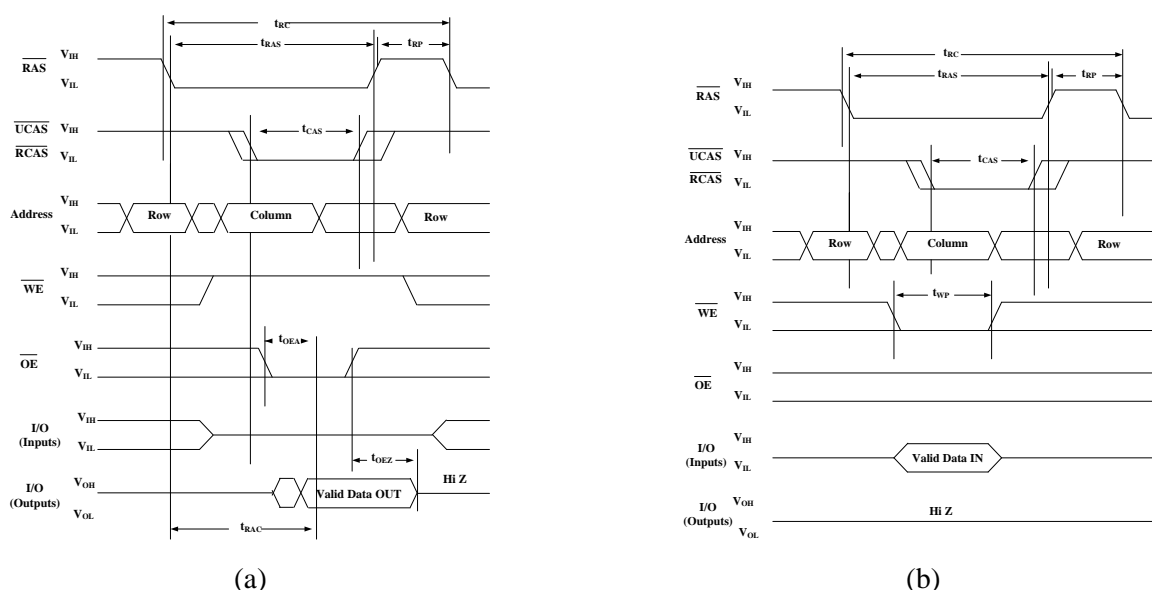 tRC
tRAS
tRP
RAS
VIH
VIL
UCAS
VIH
tCAS
RCAS
VIL
Address
VIH
Row
Column
Row
VIL
WE
VIH
VIL
OE
VIH
tOEA
VIL
I/O
(Inputs)
VIH
VIL
tOEZ
I/O
(Outputs)
VOH
Valid Data OUT
Hi Z
VOL
tRAC
(a)
tRC
tRAS
tRP
RAS
VIH
VIL
UCAS
VIH
tCAS
RCAS
VIL
Address
VIH
Row
Column
Row
VIL
WE
VIH
tWP
VIL
OE
VIH
VIL
I/O
(Inputs)
VIH
Valid Data IN
VIL
I/O
(Outputs)
VOH
Hi Z
VOL
(b)